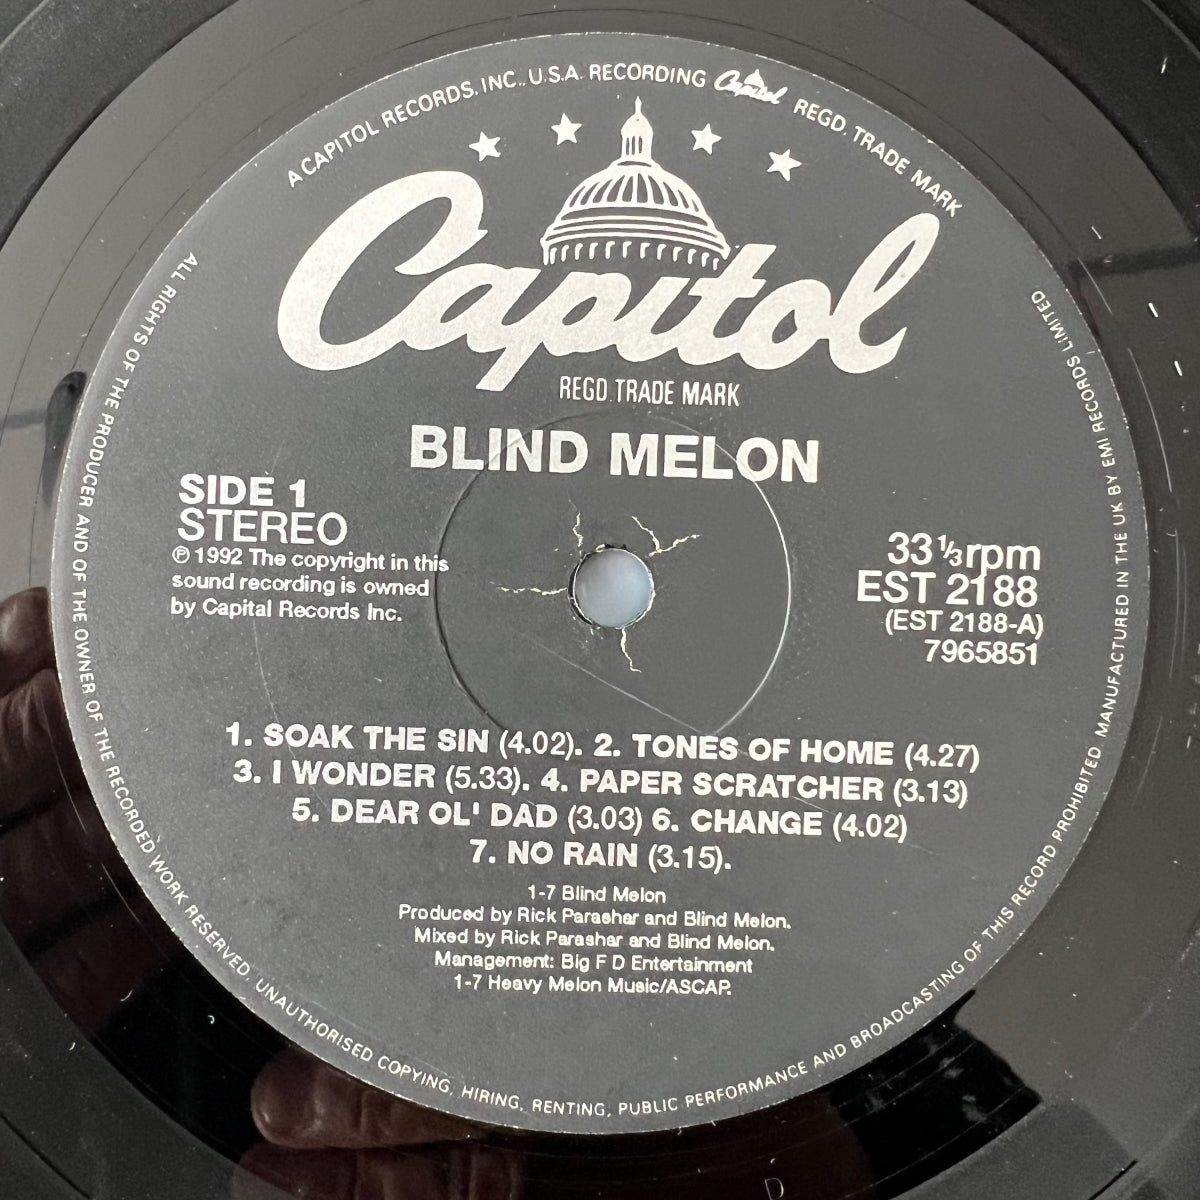 A CAPITOL RECORDS, INC., U.S.A. RECORDING Capitol REGD. TRADE MARK
Capitol
REGD. TRADE MARK
BLIND MELON
SIDE 1
STEREO
℗ 1992 The copyright in this
sound recording is owned
by Capital Records Inc.
33⅓rpm
EST 2188
(EST 2188-A)
7965851
1. SOAK THE SIN (4.02). 2. TONES OF HOME (4.27)
3. I WONDER (5.33). 4. PAPER SCRATCHER (3.13)
5. DEAR OL' DAD (3.03) 6. CHANGE (4.02)
7. NO RAIN (3.15).
1-7 Blind Melon
Produced by Rick Parashar and Blind Melon.
Mixed by Rick Parashar and Blind Melon.
Management: Big F D Entertainment
1-7 Heavy Melon Music/ASCAP.
ALL RIGHTS OF THE PRODUCER AND OF THE OWNER OF THE RECORDED WORK RESERVED. UNAUTHORISED COPYING, HIRING, RENTING, PUBLIC PERFORMANCE AND BROADCASTING OF THIS RECORD PROHIBITED MANUFACTURED IN THE UK BY EMI RECORDS LIMITED
D